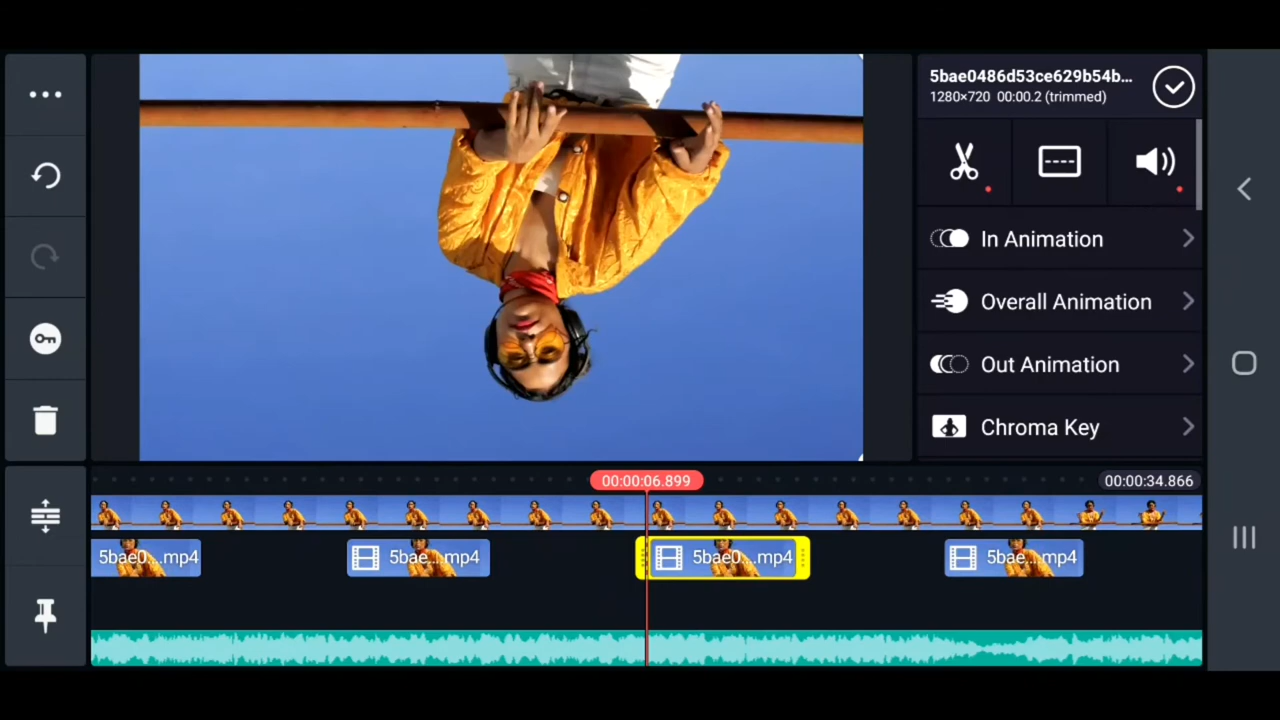 5bae0486d53ce629b54b...
1280×720 00:00.2 (trimmed)
In Animation
Overall Animation
Out Animation
Chroma Key
00:00:06.899
00:00:34.866
5bae0...mp4
5bae...mp4
5bae0...mp4
5bae...mp4